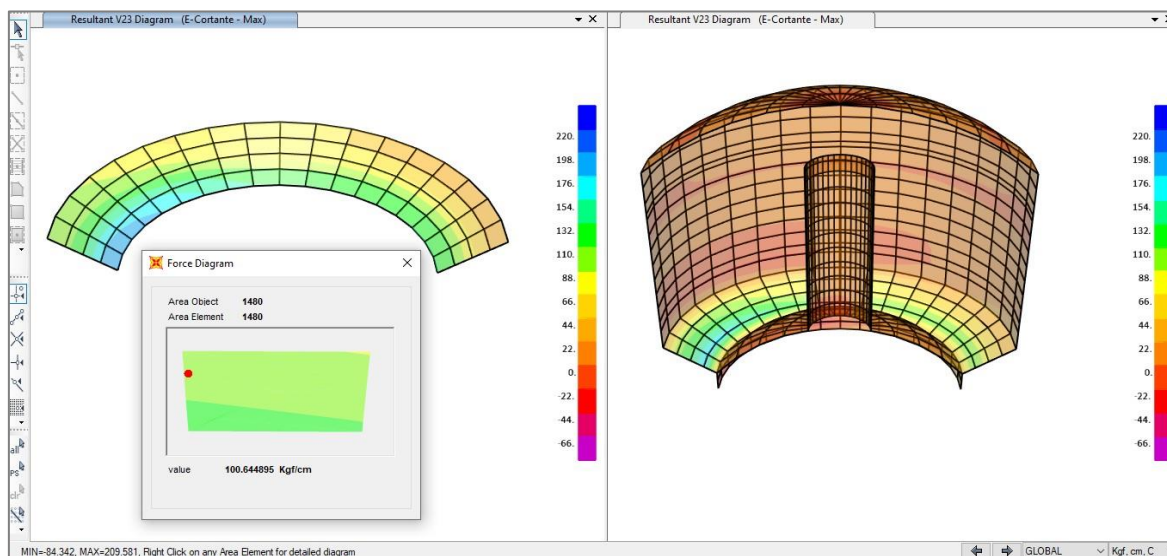 Resultant V23 Diagram (E-Cortante - Max)
Resultant V23 Diagram (E-Cortante - Max)
220.
198.
176.
154.
132.
110.
88.
66.
44.
22.
0.
-22.
-44.
-66.
Force Diagram
Area Object 1480
Area Element 1480
value 100.644895 Kgf/cm
220.
198.
176.
154.
132.
110.
88.
66.
44.
22.
0.
-22.
-44.
-66.
all
PS
clr
MIN=-84.342, MAX=209.581, Right Click on any Area Element for detailed diagram
GLOBAL
Kgf, cm, C